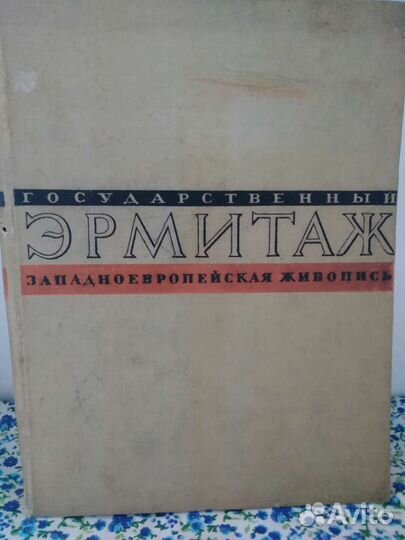 ГОСУДАРСТВЕННЫЙ
ЭРМИТАЖ
ЗАПАДНОЕВРОПЕЙСКАЯ ЖИВОПИСЬ
Avito